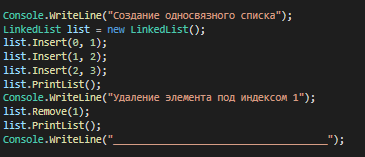 Console.WriteLine("Создание односвязного списка");
LinkedList list = new LinkedList();
list.Insert(0, 1);
list.Insert(1, 2);
list.Insert(2, 3);
list.PrintList();
Console.WriteLine("Удаление элемента под индексом 1");
list.Remove(1);
list.PrintList();
Console.WriteLine("____________________________________");